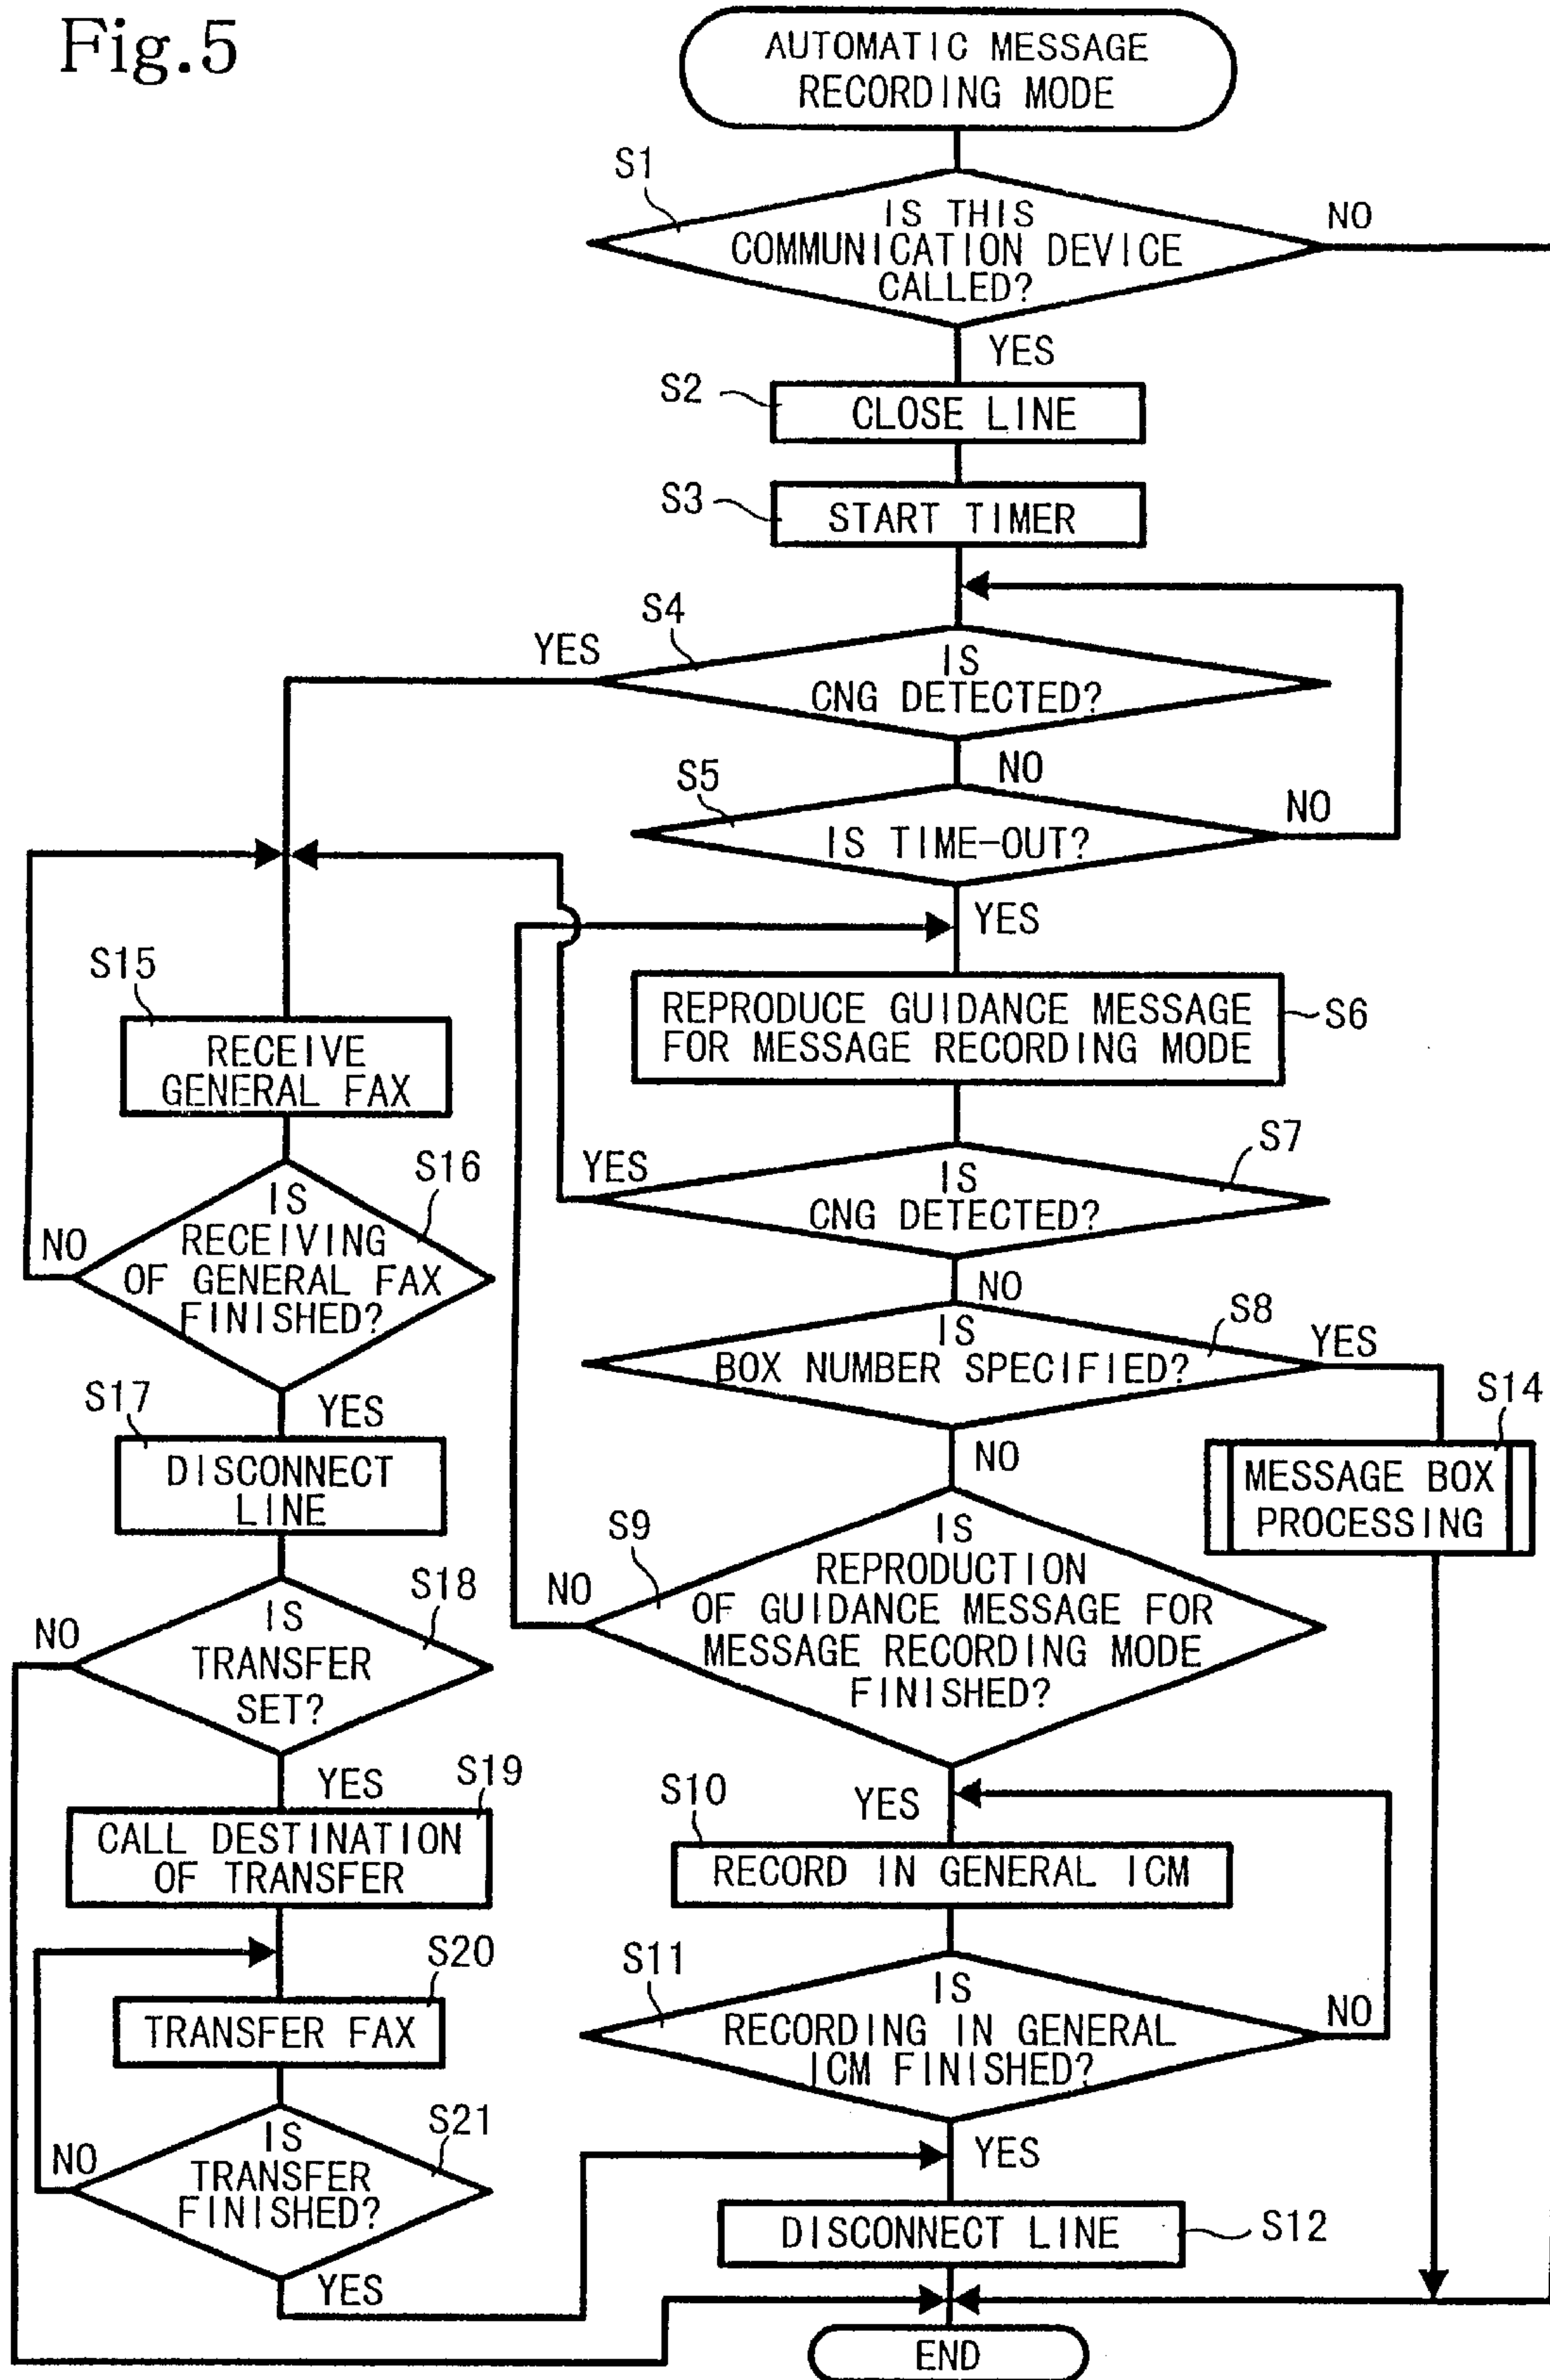 Fig.5
AUTOMATIC MESSAGE
RECORDING MODE
S1
IS THIS
COMMUNICATION DEVICE
CALLED?
NO
YES
S2
CLOSE LINE
S3
START TIMER
S4
YES
IS
CNG DETECTED?
NO
S5
IS TIME-OUT?
NO
YES
REPRODUCE GUIDANCE MESSAGE
FOR MESSAGE RECORDING MODE
S6
S7
YES
IS
CNG DETECTED?
NO
S8
IS
BOX NUMBER SPECIFIED?
YES
S14
MESSAGE BOX
PROCESSING
NO
S9
IS
REPRODUCTION
OF GUIDANCE MESSAGE FOR
MESSAGE RECORDING MODE
FINISHED?
NO
YES
S10
RECORD IN GENERAL ICM
S11
IS
RECORDING IN GENERAL
ICM FINISHED?
NO
YES
DISCONNECT LINE
S12
END
S15
RECEIVE
GENERAL FAX
S16
IS
RECEIVING
OF GENERAL FAX
FINISHED?
NO
YES
S17
DISCONNECT
LINE
S18
IS
TRANSFER
SET?
NO
YES
S19
CALL DESTINATION
OF TRANSFER
S20
TRANSFER FAX
S21
IS
TRANSFER
FINISHED?
NO
YES